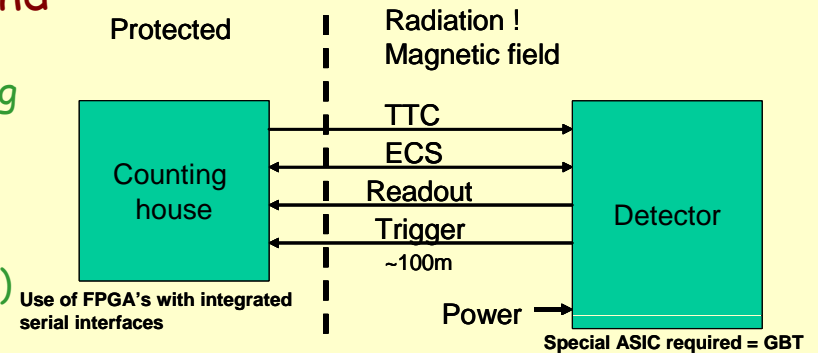 Protected
Radiation !
Magnetic field
TTC
ECS
Readout
Trigger
~100m
Counting
house
Detector
Power
Use of FPGA's with integrated
serial interfaces
Special ASIC required = GBT